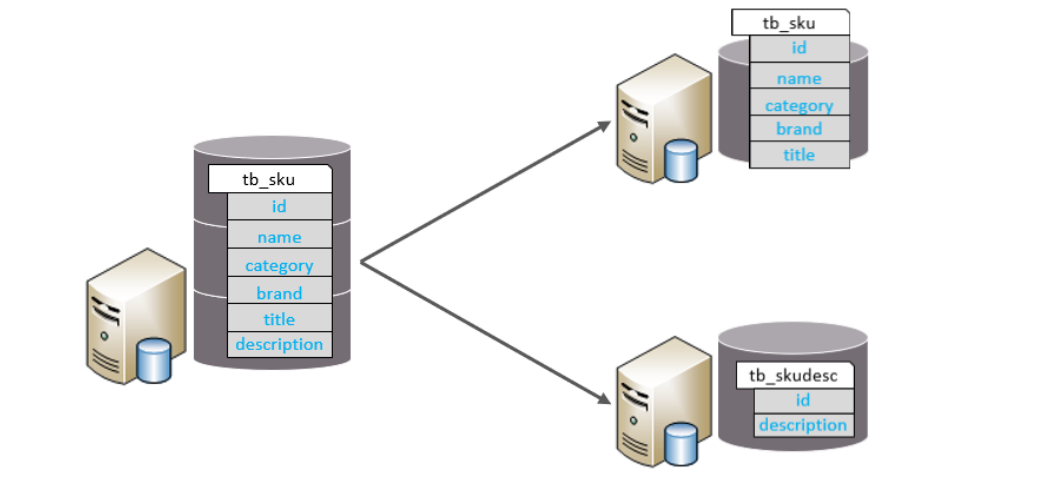 tb_sku
id
name
category
brand
title
description
tb_sku
id
name
category
brand
title
tb_skudesc
id
description